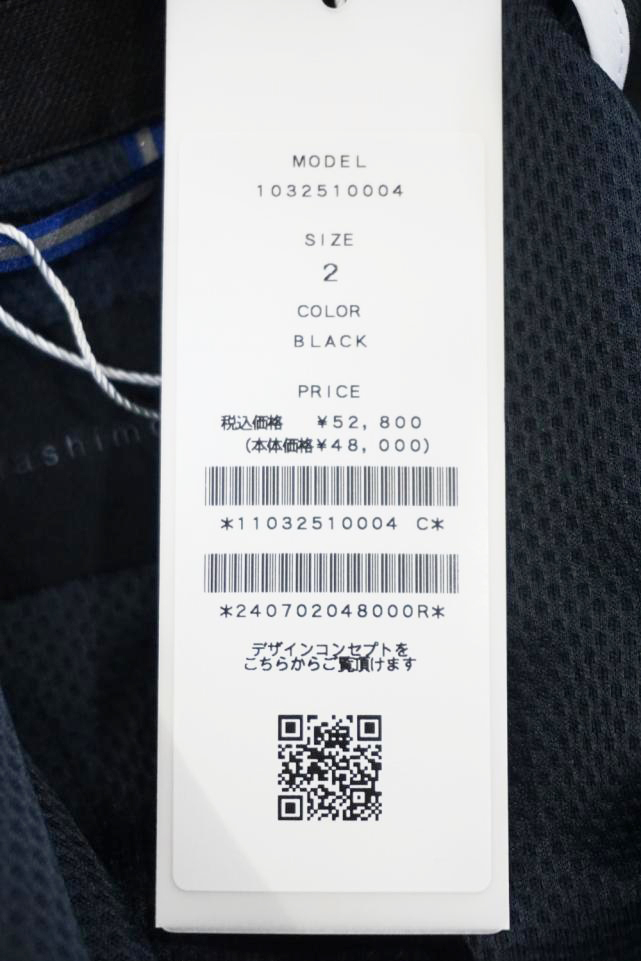 MODEL
1032510004
SIZE
2
COLOR
BLACK
PRICE
税込価格 ¥52,800
(本体価格¥48,000)
*11032510004 C*
*240702048000R*
デザインコンセプトを
こちらからご覧頂けます